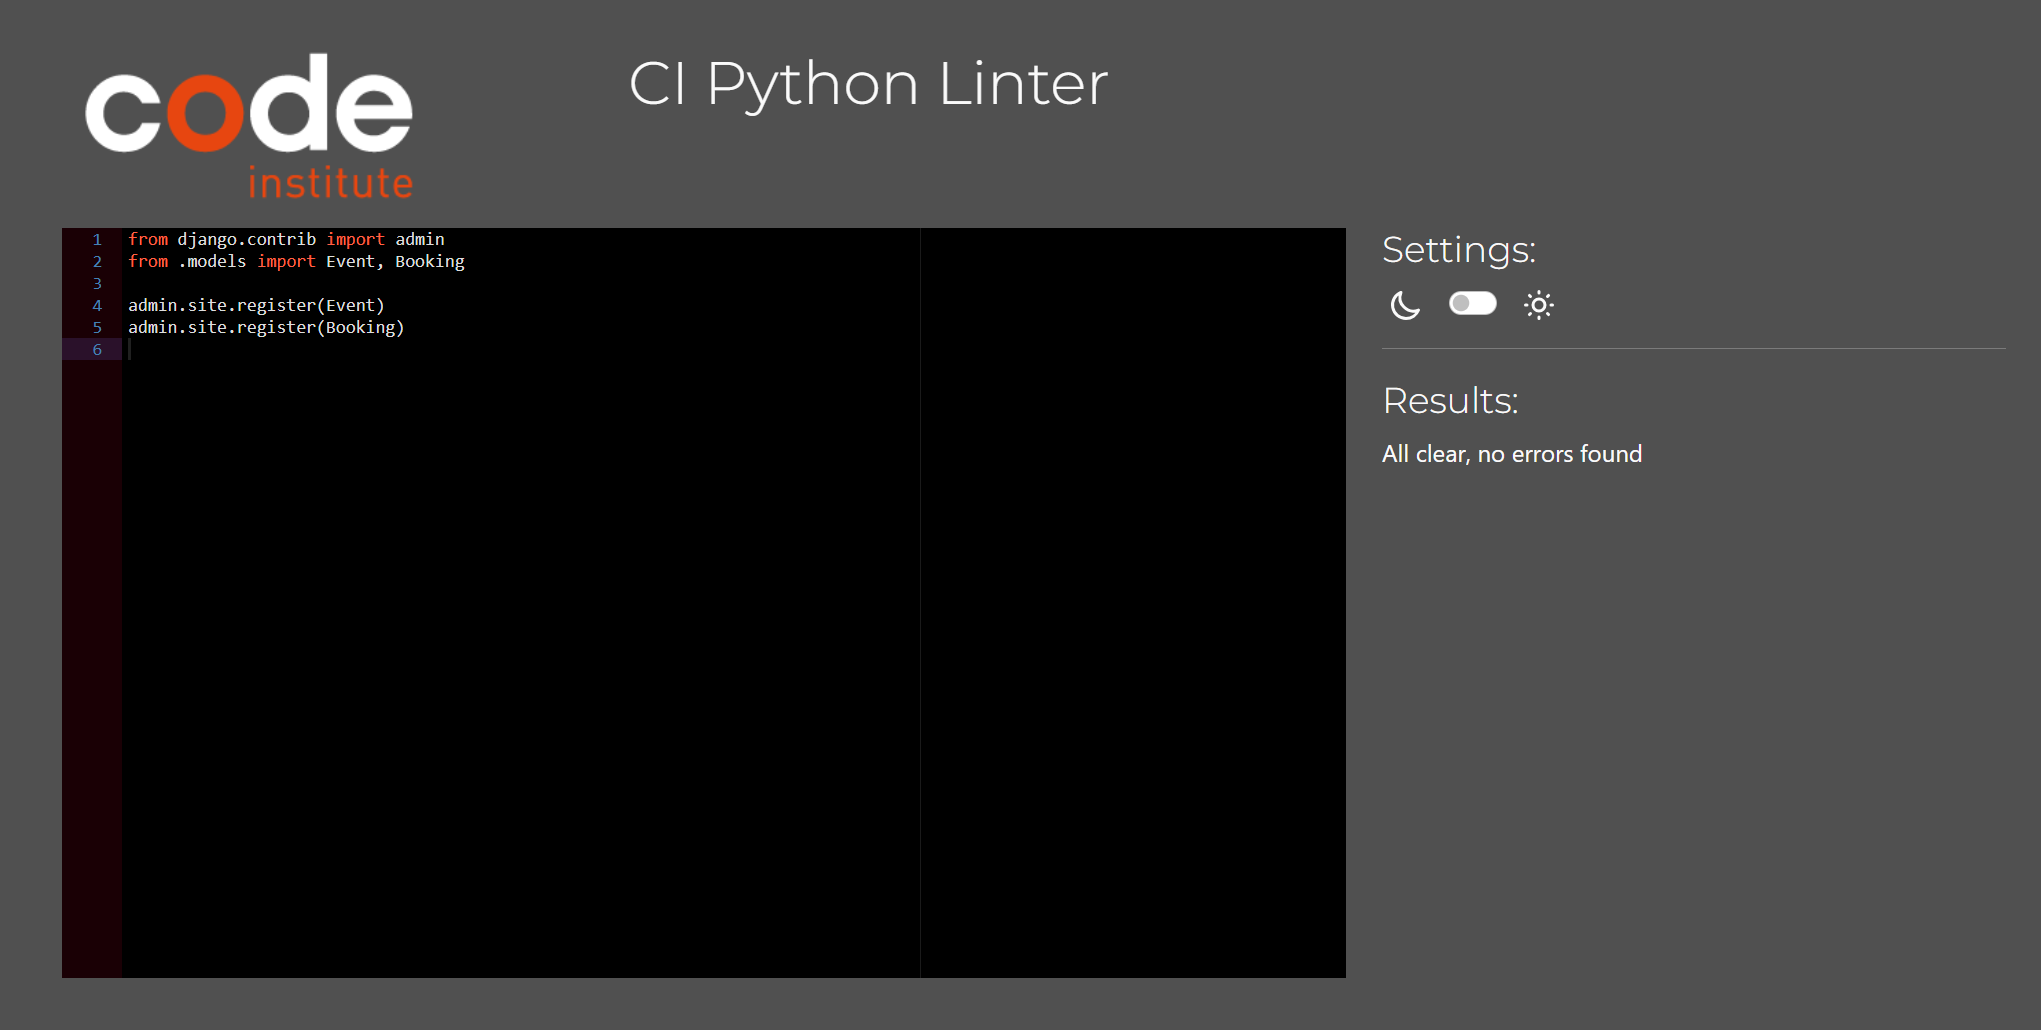 code
institute
CI Python Linter
1 from django.contrib import admin
2 from .models import Event, Booking
3
4 admin.site.register(Event)
5 admin.site.register(Booking)
6
Settings:
Results:
All clear, no errors found